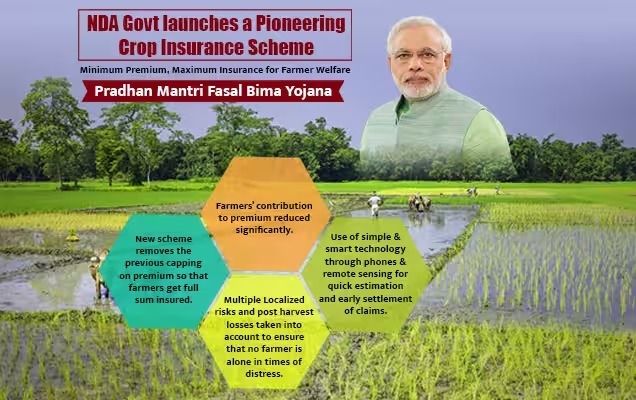 NDA Govt launches a Pioneering
Crop Insurance Scheme
Minimum Premium, Maximum Insurance for Farmer Welfare
Pradhan Mantri Fasal Bima Yojana
Farmers' contribution
to premium reduced
significantly.
New scheme
removes the
previous capping
on premium so that
farmers get full
sum insured.
Use of simple &
smart technology
through phones &
remote sensing for
quick estimation
and early settlement
of claims.
Multiple Localized
risks and post harvest
losses taken into
account to ensure
that no farmer is
alone in times of
distress.